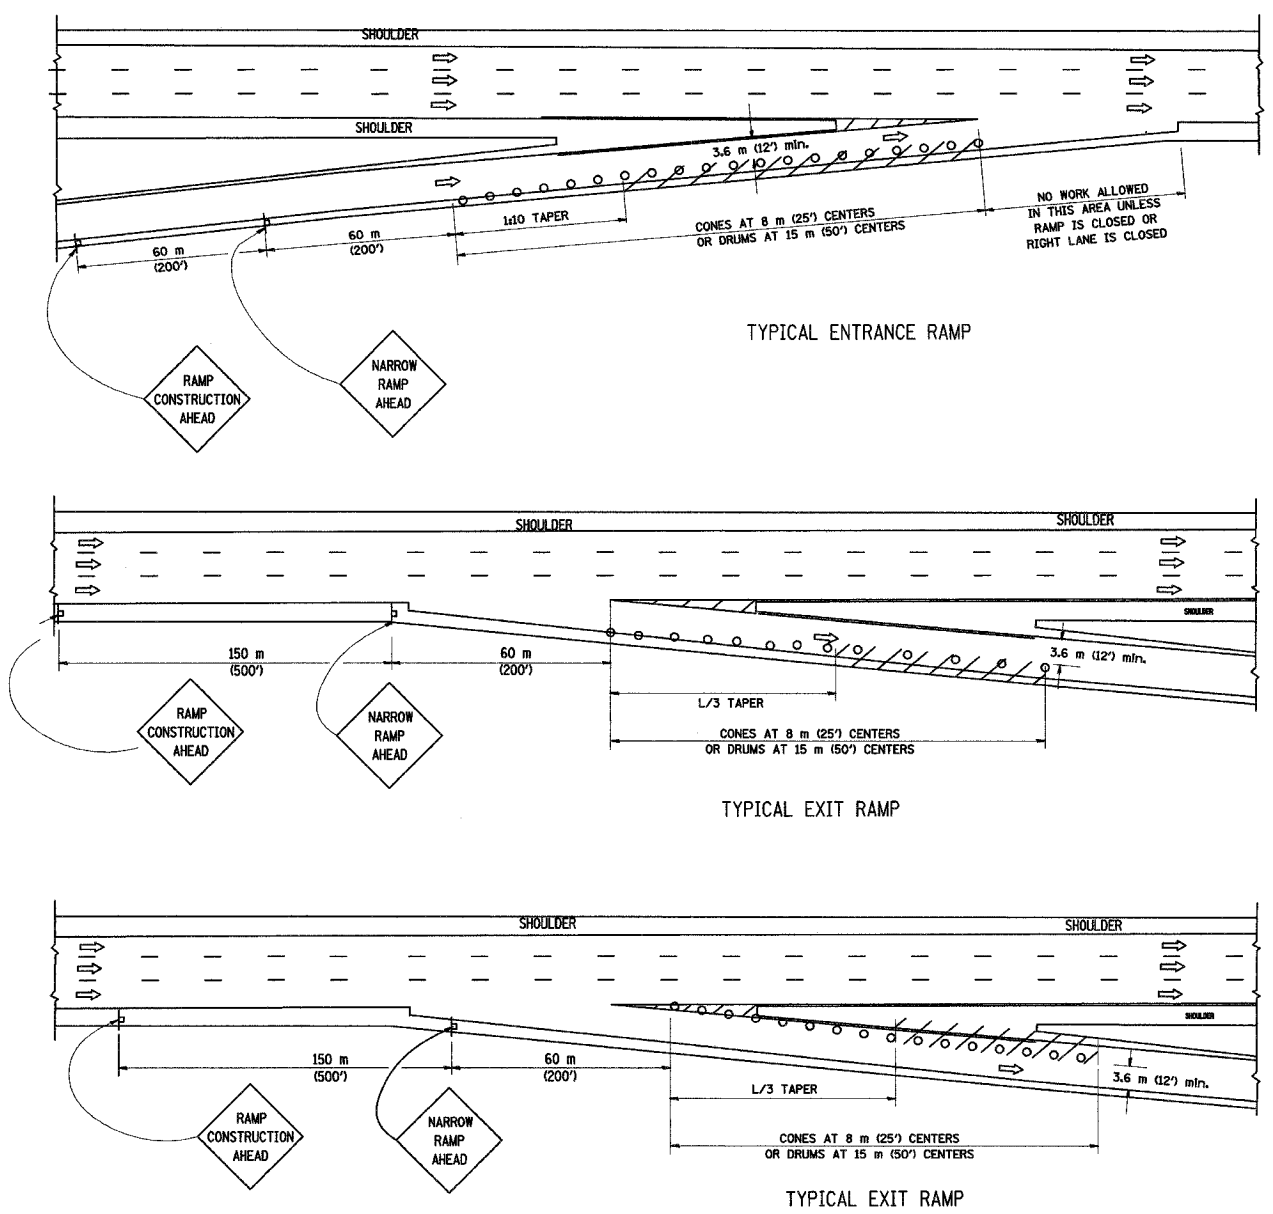 SHOULDER
SHOULDER
3.6 m (12') min.
1:10 TAPER
CONES AT 8 m (25') CENTERS
OR DRUMS AT 15 m (50') CENTERS
NO WORK ALLOWED
IN THIS AREA UNLESS
RAMP IS CLOSED OR
RIGHT LANE IS CLOSED
60 m
(200')
60 m
(200')
TYPICAL ENTRANCE RAMP
RAMP
CONSTRUCTION
AHEAD
NARROW
RAMP
AHEAD
SHOULDER
SHOULDER
SHOULDER
150 m
(500')
60 m
(200')
3.6 m (12') min.
L/3 TAPER
RAMP
CONSTRUCTION
AHEAD
NARROW
RAMP
AHEAD
CONES AT 8 m (25') CENTERS
OR DRUMS AT 15 m (50') CENTERS
TYPICAL EXIT RAMP
SHOULDER
SHOULDER
SHOULDER
150 m
(500')
60 m
(200')
3.6 m (12') min.
L/3 TAPER
RAMP
CONSTRUCTION
AHEAD
NARROW
RAMP
AHEAD
CONES AT 8 m (25') CENTERS
OR DRUMS AT 15 m (50') CENTERS
TYPICAL EXIT RAMP